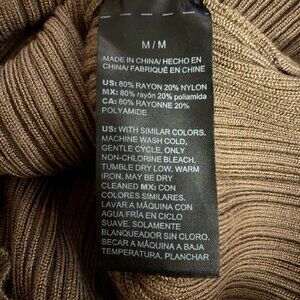 M/M
MADE IN CHINA/ HECHO EN
CHINA/ FABRIQUÉ EN CHINE
US: 80% RAYON 20% NYLON
MX: 80% rayón 20% poliamida
CA: 80% RAYONNE 20%
POLYAMIDE
US: WITH SIMILAR COLORS.
MACHINE WASH COLD,
GENTLE CYCLE. ONLY
NON-CHLORINE BLEACH.
TUMBLE DRY LOW. WARM
IRON. MAY BE DRY
CLEANED MX: CON
COLORES SIMILARES.
LAVAR A MÁQUINA CON
AGUA FRÍA EN CICLO
SUAVE. SOLAMENTE
BLANQUEADOR SIN CLORO.
SECAR A MÁQUINA A BAJA
TEMPERATURA. PLANCHAR